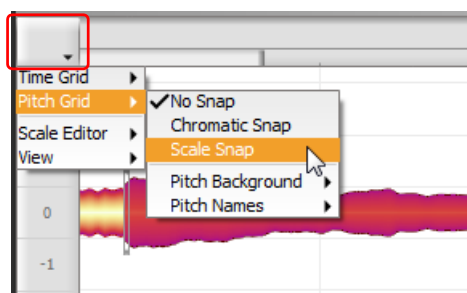 Time Grid
Pitch Grid
Scale Editor
View
No Snap
Chromatic Snap
Scale Snap
Pitch Background
Pitch Names
0
-1